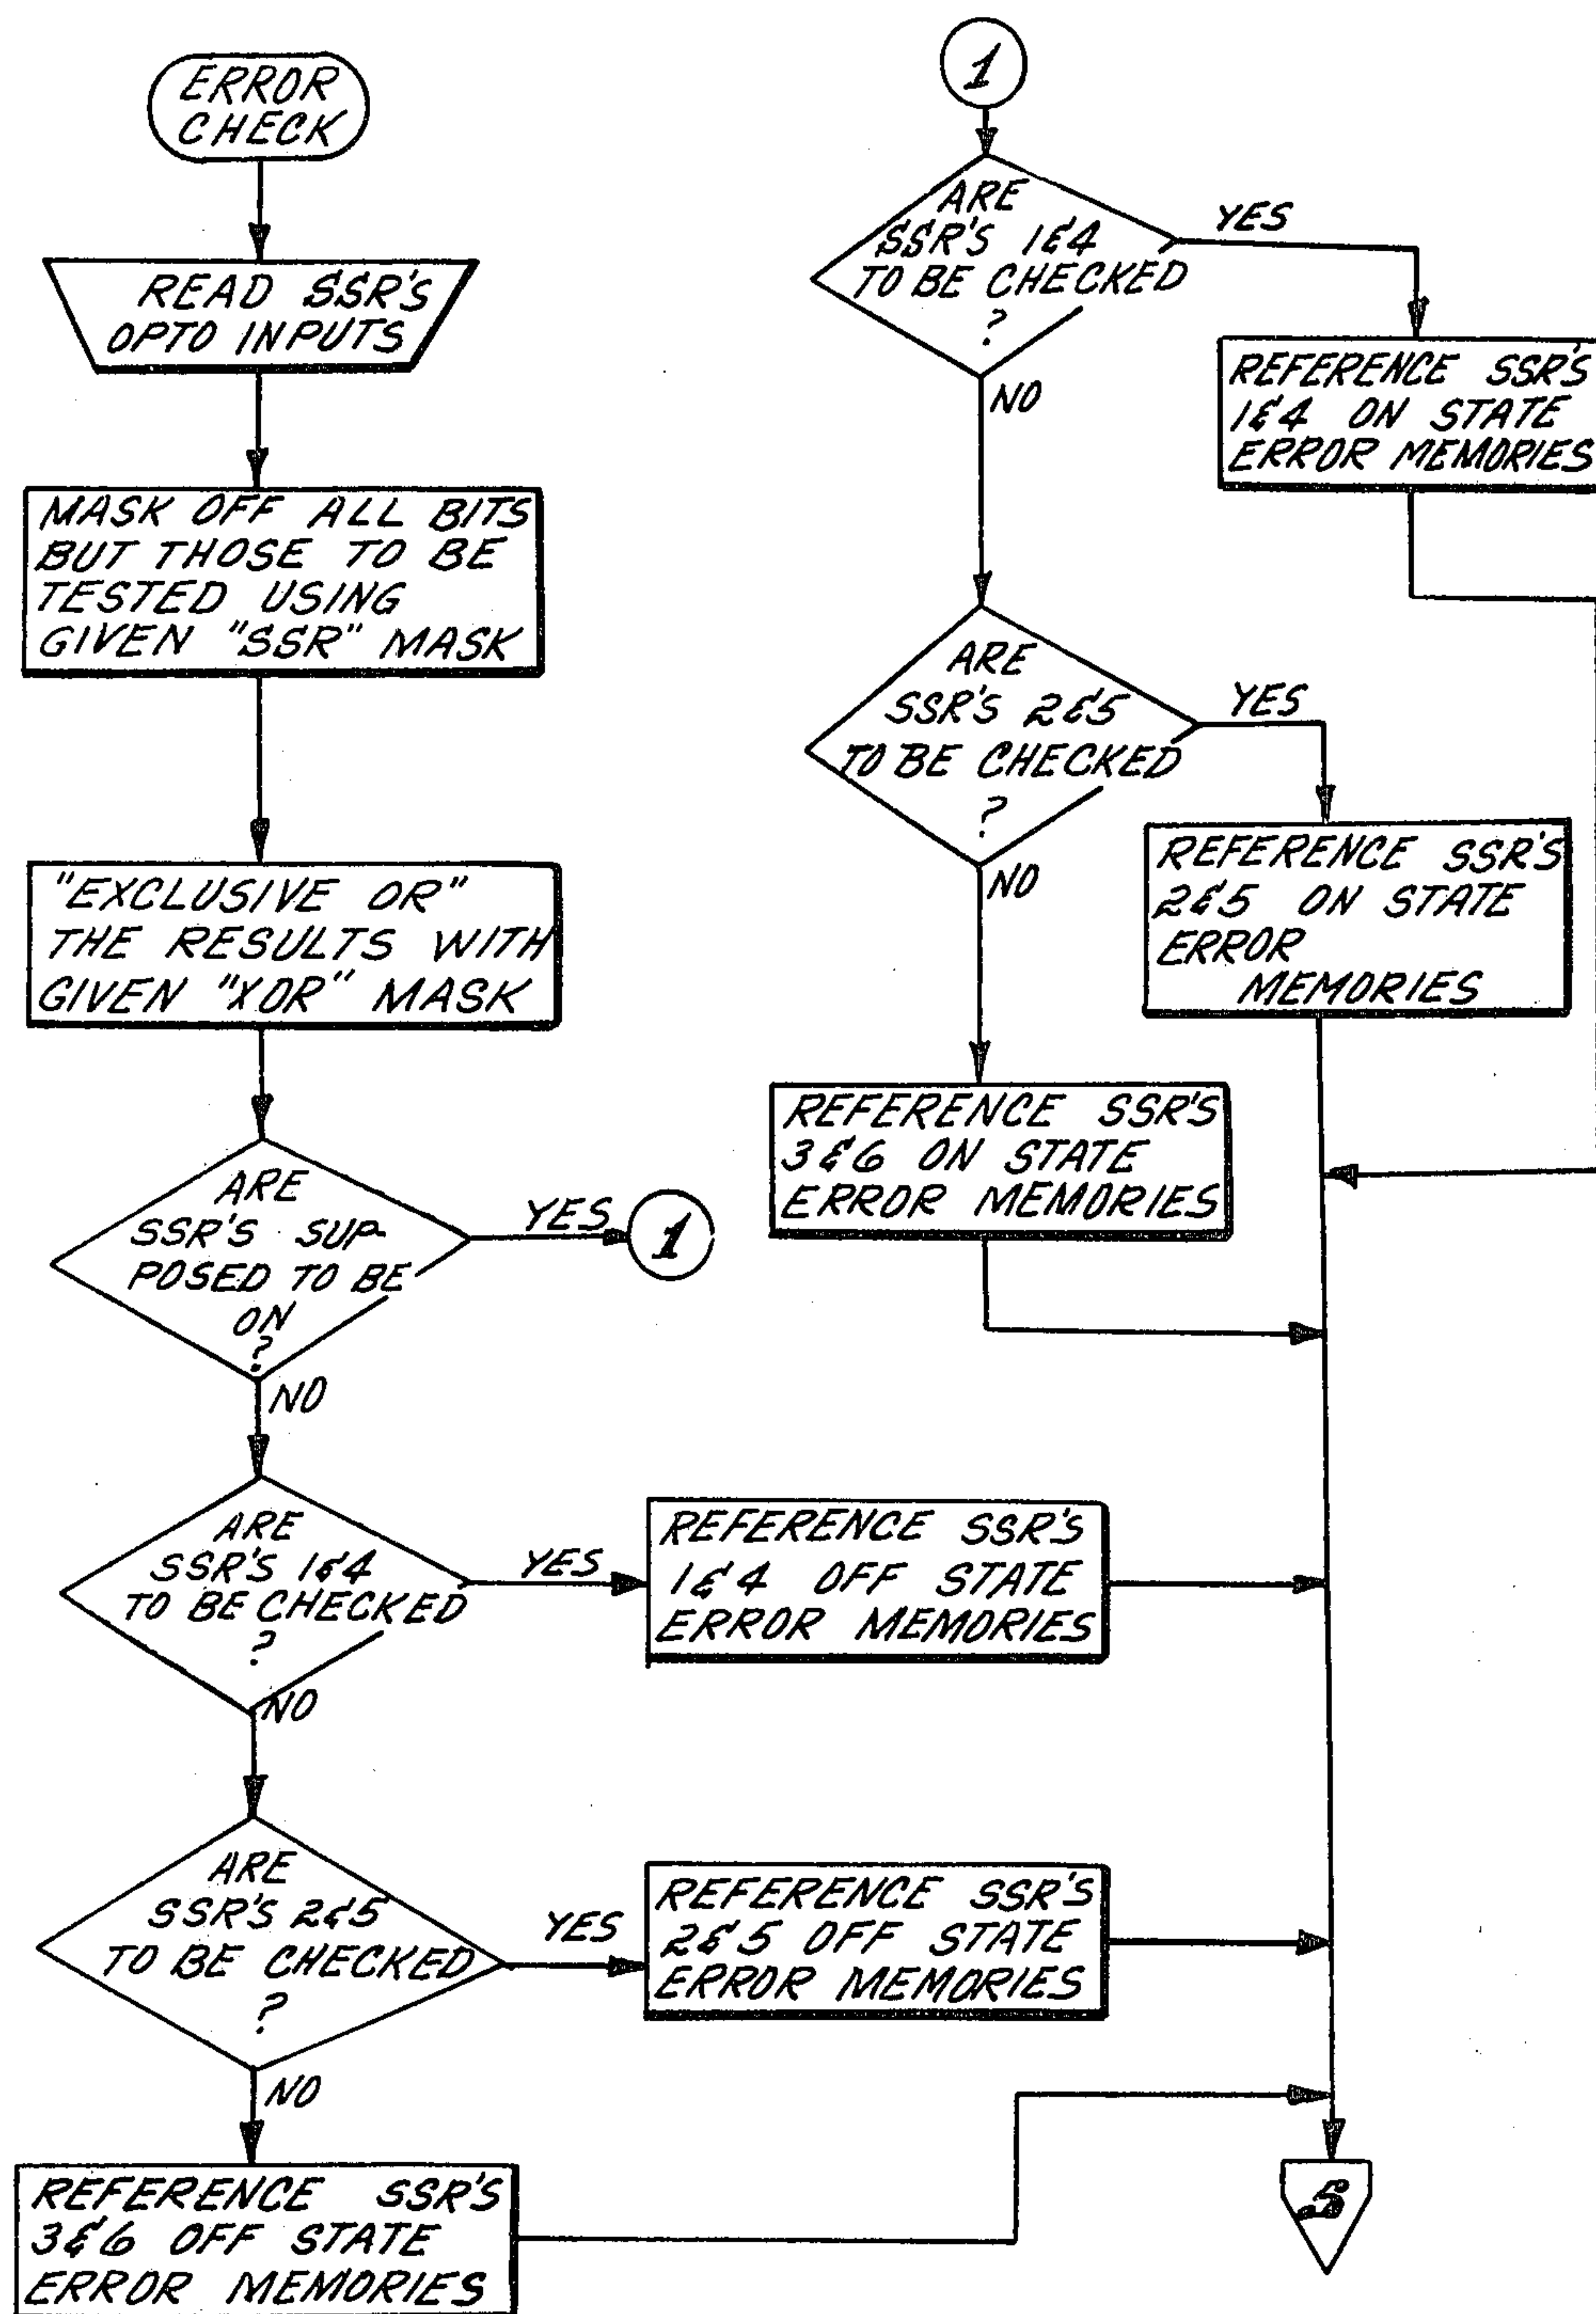 ERROR
CHECK
READ SSR'S
OPTO INPUTS
MASK OFF ALL BITS
BUT THOSE TO BE
TESTED USING
GIVEN "SSR" MASK
"EXCLUSIVE OR"
THE RESULTS WITH
GIVEN "XOR" MASK
ARE
SSR'S SUP-
POSED TO BE
ON
?
YES
1
NO
ARE
SSR'S 1&4
TO BE CHECKED
?
YES
REFERENCE SSR'S
1&4 OFF STATE
ERROR MEMORIES
NO
ARE
SSR'S 2&5
TO BE CHECKED
?
YES
REFERENCE SSR'S
2&5 OFF STATE
ERROR MEMORIES
NO
REFERENCE SSR'S
3&6 OFF STATE
ERROR MEMORIES
1
ARE
SSR'S 1&4
TO BE CHECKED
?
YES
REFERENCE SSR'S
1&4 ON STATE
ERROR MEMORIES
NO
ARE
SSR'S 2&5
TO BE CHECKED
?
YES
REFERENCE SSR'S
2&5 ON STATE
ERROR
MEMORIES
NO
REFERENCE SSR'S
3&6 ON STATE
ERROR MEMORIES